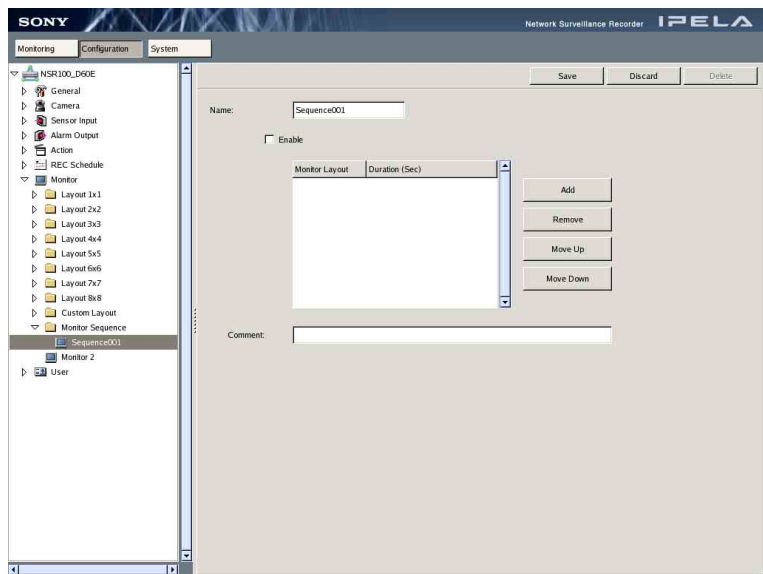 SONY
Network Surveillance Recorder IPELA
Monitoring Configuration System
NSR100_D60E
General
Camera
Sensor Input
Alarm Output
Action
REC Schedule
Monitor
Layout 1x1
Layout 2x2
Layout 3x3
Layout 4x4
Layout 5x5
Layout 6x6
Layout 7x7
Layout 8x8
Custom Layout
Monitor Sequence
Sequence001
Monitor 2
User
Save Discard Delete
Name: Sequence001
Enable
Monitor Layout Duration (Sec)
Add
Remove
Move Up
Move Down
Comment: